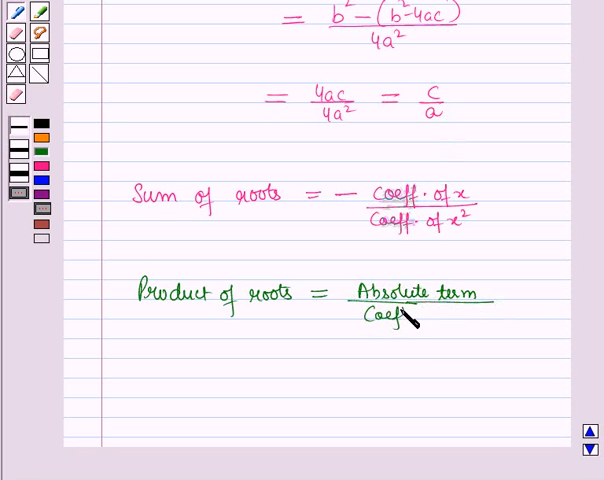 = b² - (b² - 4ac) / 4a²
= 4ac / 4a² = c / a
Sum of roots = - Coeff. of x / Coeff. of x²
Product of roots = Absolute term / Coeff